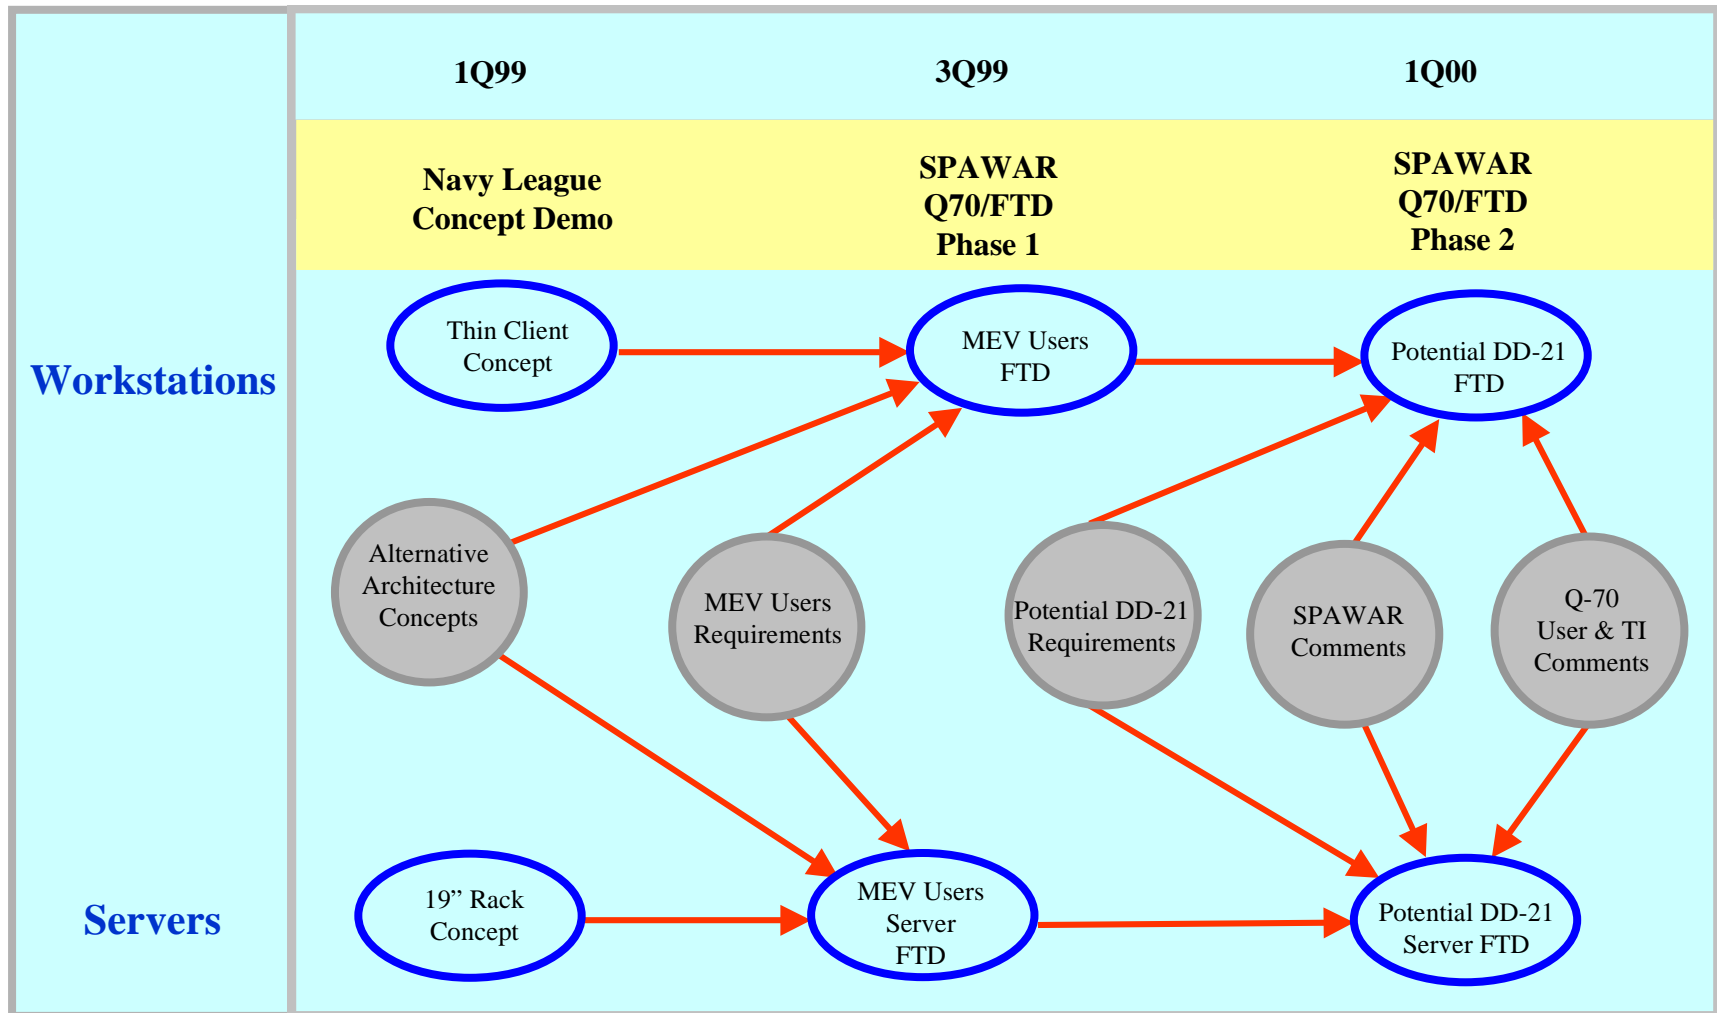 1Q99
3Q99
1Q00
Navy League
Concept Demo
SPAWAR
Q70/FTD
Phase 1
SPAWAR
Q70/FTD
Phase 2
Workstations
Thin Client
Concept
MEV Users
FTD
Potential DD-21
FTD
Alternative
Architecture
Concepts
MEV Users
Requirements
Potential DD-21
Requirements
SPAWAR
Comments
Q-70
User & TI
Comments
Servers
19” Rack
Concept
MEV Users
Server
FTD
Potential DD-21
Server FTD